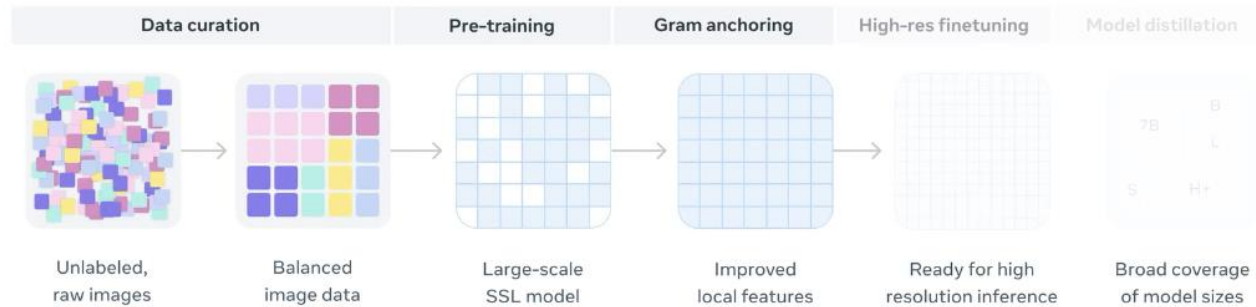 Data curation
Pre-training
Gram anchoring
High-res finetuning
Model distillation
B
7B
L
S
H+
Unlabeled,
raw images
Balanced
image data
Large-scale
SSL model
Improved
local features
Ready for high
resolution inference
Broad coverage
of model sizes